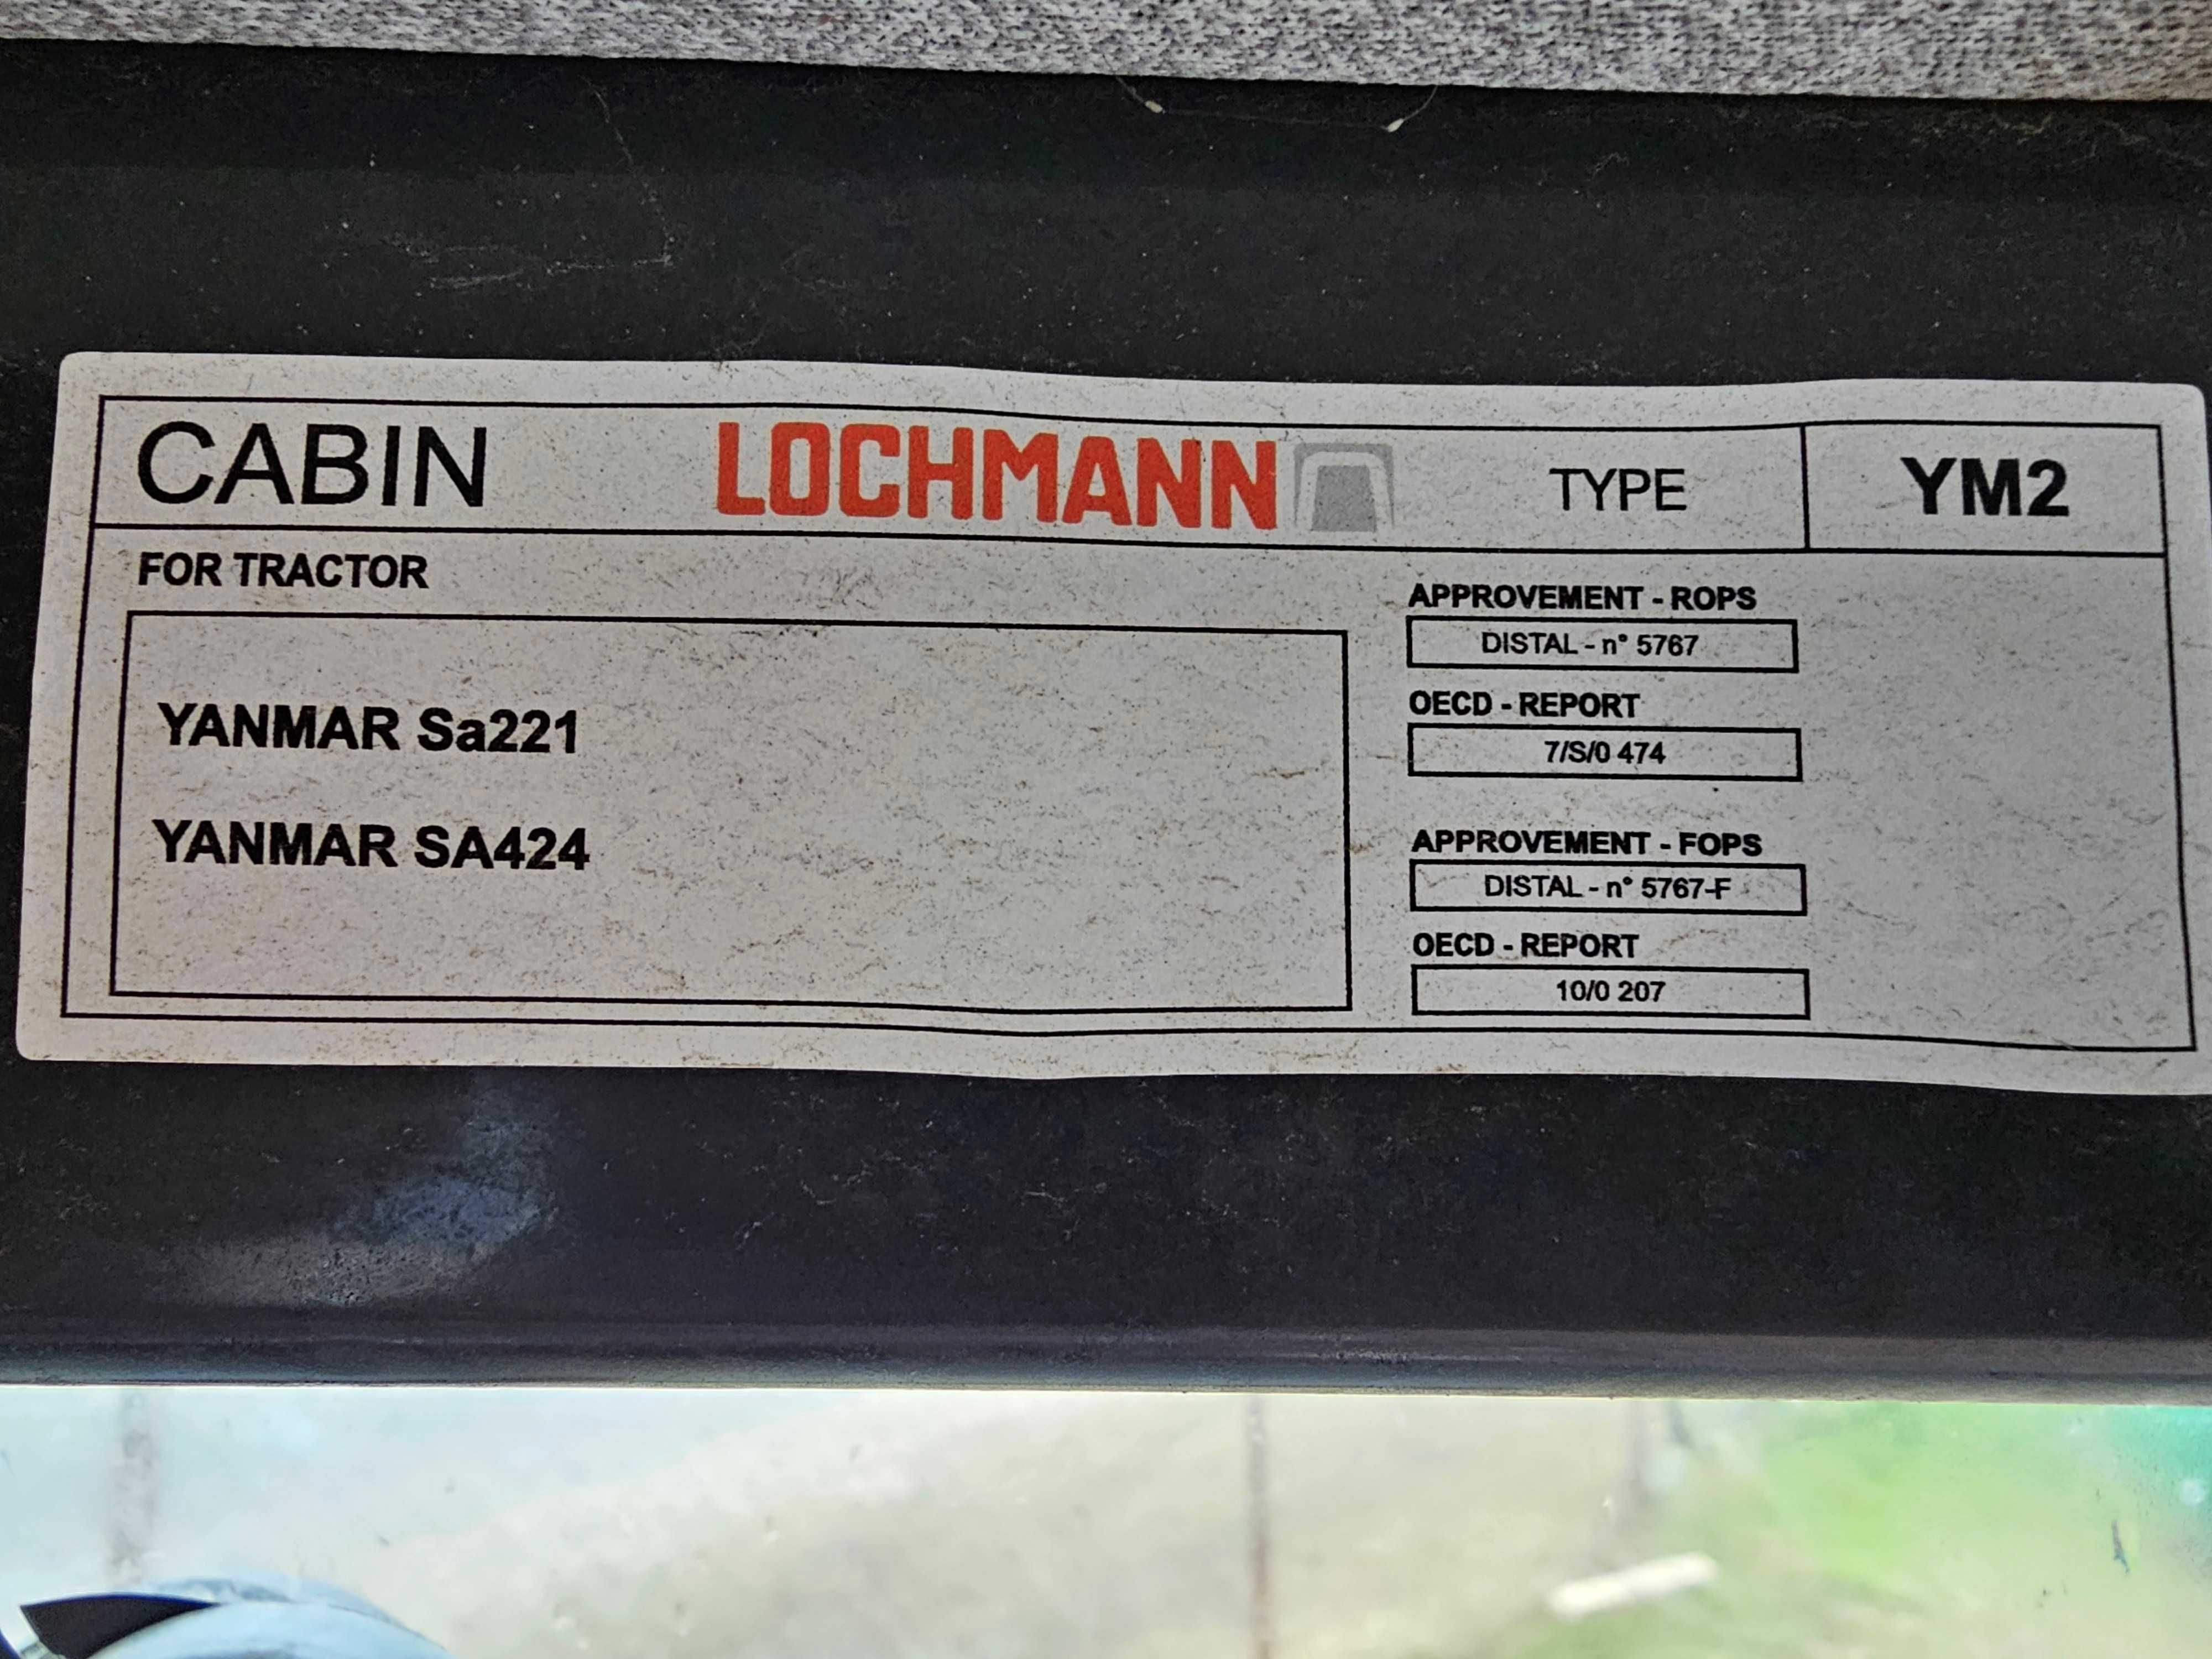 CABIN LOCHMANN TYPE YM2
FOR TRACTOR
YANMAR Sa221
YANMAR SA424
APPROVEMENT - ROPS
DISTAL - n° 5767
OECD - REPORT
7/S/0 474
APPROVEMENT - FOPS
DISTAL - n° 5767-F
OECD - REPORT
10/0 207